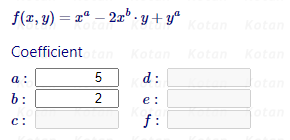 f(x, y) = x^a − 2x^b · y + y^a
Coefficient
a : 5 d :
b : 2 e :
c : f :